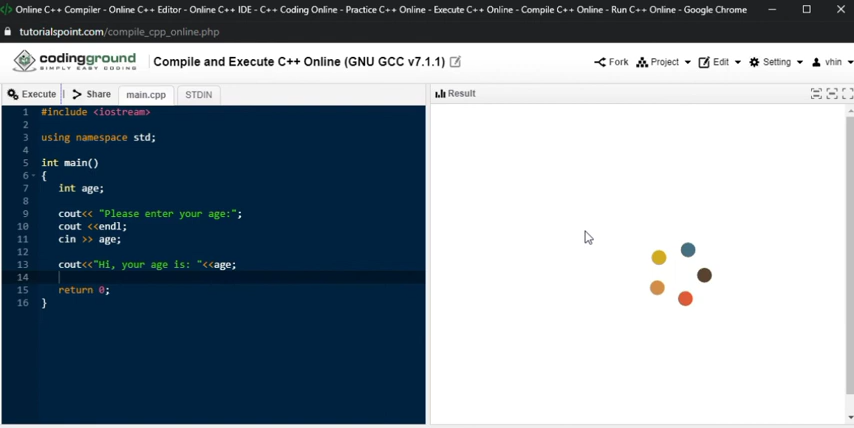 Online C++ Compiler - Online C++ Editor - Online C++ IDE - C++ Coding Online - Practice C++ Online - Execute C++ Online - Compile C++ Online - Run C++ Online - Google Chrome
tutorialspoint.com/compile_cpp_online.php
codingground
SIMPLY EASY CODING
Compile and Execute C++ Online (GNU GCC v7.1.1)
Fork Project Edit Setting vhin
Execute | Share main.cpp STDIN
Result
1 #include <iostream>
2
3 using namespace std;
4
5 int main()
6 {
7 int age;
8
9 cout<< "Please enter your age:";
10 cout <<endl;
11 cin >> age;
12
13 cout<<"Hi, your age is: "<<age;
14
15 return 0;
16 }